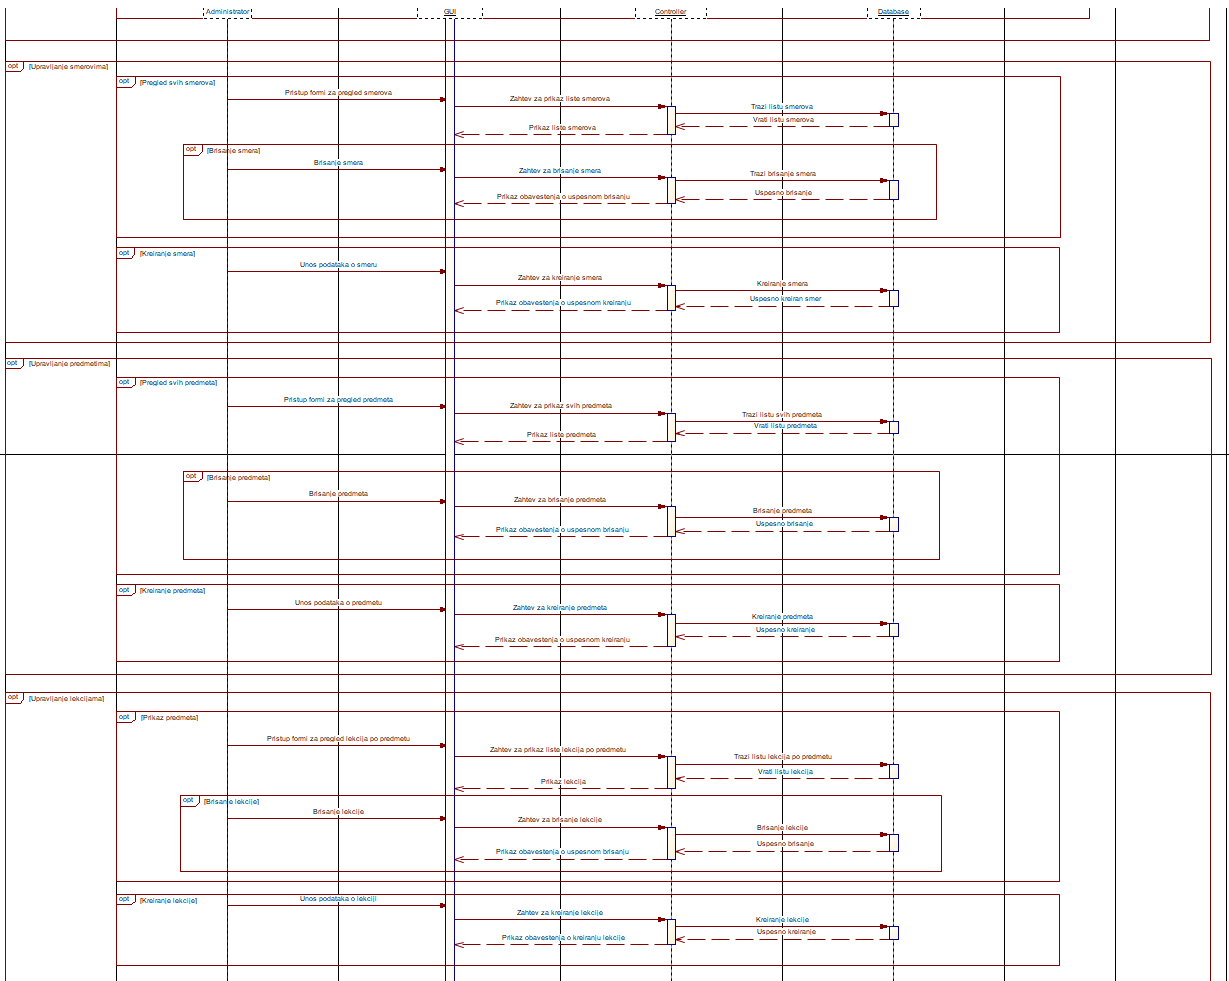 Administrator GUI Controller Database
opt [Upravljanje smerovima]
opt [Pregled svih smerova]
Pristup formi za pregled smerova
Zahtev za prikaz liste smerova
Trazi listu smerova
Vrati listu smerova
Prikaz liste smerova
opt [Brisanje smera]
Brisanje smera
Zahtev za brisanje smera
Trazi brisanje smera
Uspesno brisanje
Prikaz obavestenja o uspesnom brisanju
opt [Kreiranje smera]
Unos podataka o smeru
Zahtev za kreiranje smera
Kreiranje smera
Uspesno kreiran smer
Prikaz obavestenja o uspesnom kreiranju
opt [Upravljanje predmetima]
opt [Pregled svih predmeta]
Pristup formi za pregled predmeta
Zahtev za prikaz svih predmeta
Trazi listu svih predmeta
Vrati listu predmeta
Prikaz liste predmeta
opt [Brisanje predmeta]
Brisanje predmeta
Zahtev za brisanje predmeta
Brisanje predmeta
Uspesno brisanje
Prikaz obavestenja o uspesnom brisanju
opt [Kreiranje predmeta]
Unos podataka o predmetu
Zahtev za kreiranje predmeta
Kreiranje predmeta
Uspesno kreiranje
Prikaz obavestenja o uspesnom kreiranju
opt [Upravljanje lekcijama]
opt [Prikaz predmeta]
Pristup formi za pregled lekcija po predmetu
Zahtev za prikaz liste lekcija po predmetu
Trazi listu lekcija po predmetu
Vrati listu lekcija
Prikaz lekcija
opt [Brisanje lekcije]
Brisanje lekcije
Zahtev za brisanje lekcije
Brisanje lekcije
Uspesno brisanje
Prikaz obavestenja o uspesnom brisanju
opt [Kreiranje lekcije]
Unos podataka o lekciji
Zahtev za kreiranje lekcije
Kreiranje lekcije
Uspesno kreiranje
Prikaz obavestenja o kreiranju lekcije